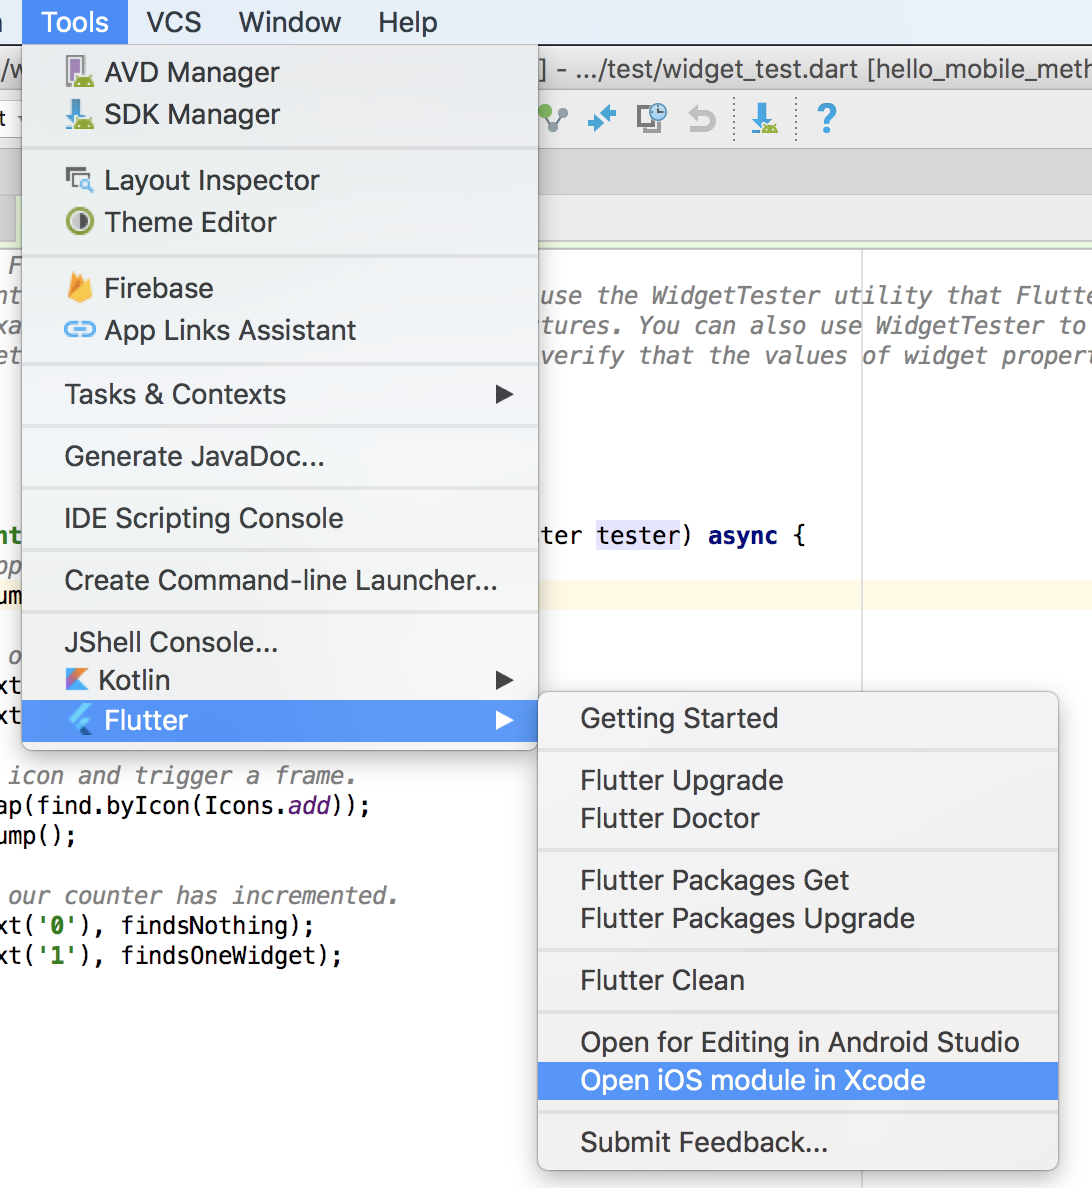 Tools VCS Window Help
] - .../test/widget_test.dart [hello_mobile_meth
AVD Manager
SDK Manager
?
Layout Inspector
Theme Editor
Firebase
App Links Assistant
use the WidgetTester utility that Flutte
tures. You can also use WidgetTester to
verify that the values of widget propert
Tasks & Contexts
Generate JavaDoc...
IDE Scripting Console
ter tester) async {
Create Command-line Launcher...
JShell Console...
Kotlin
Flutter
Getting Started
Flutter Upgrade
Flutter Doctor
Flutter Packages Get
Flutter Packages Upgrade
Flutter Clean
Open for Editing in Android Studio
Open iOS module in Xcode
Submit Feedback...
icon and trigger a frame.
ap(find.byIcon(Icons.add));
ump();
our counter has incremented.
xt('0'), findsNothing);
xt('1'), findsOneWidget);